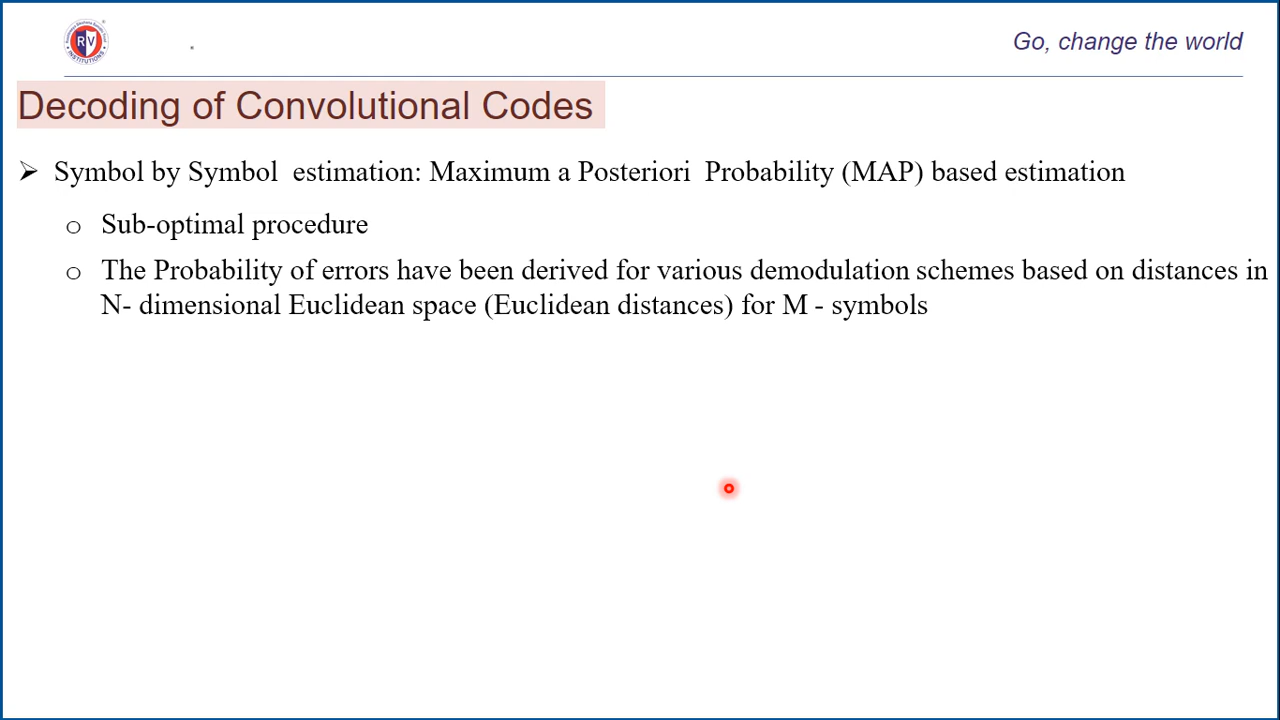 RV
INSTITUTIONS
Go, change the world
Decoding of Convolutional Codes
➢ Symbol by Symbol estimation: Maximum a Posteriori Probability (MAP) based estimation
o Sub-optimal procedure
o The Probability of errors have been derived for various demodulation schemes based on distances in
N- dimensional Euclidean space (Euclidean distances) for M - symbols